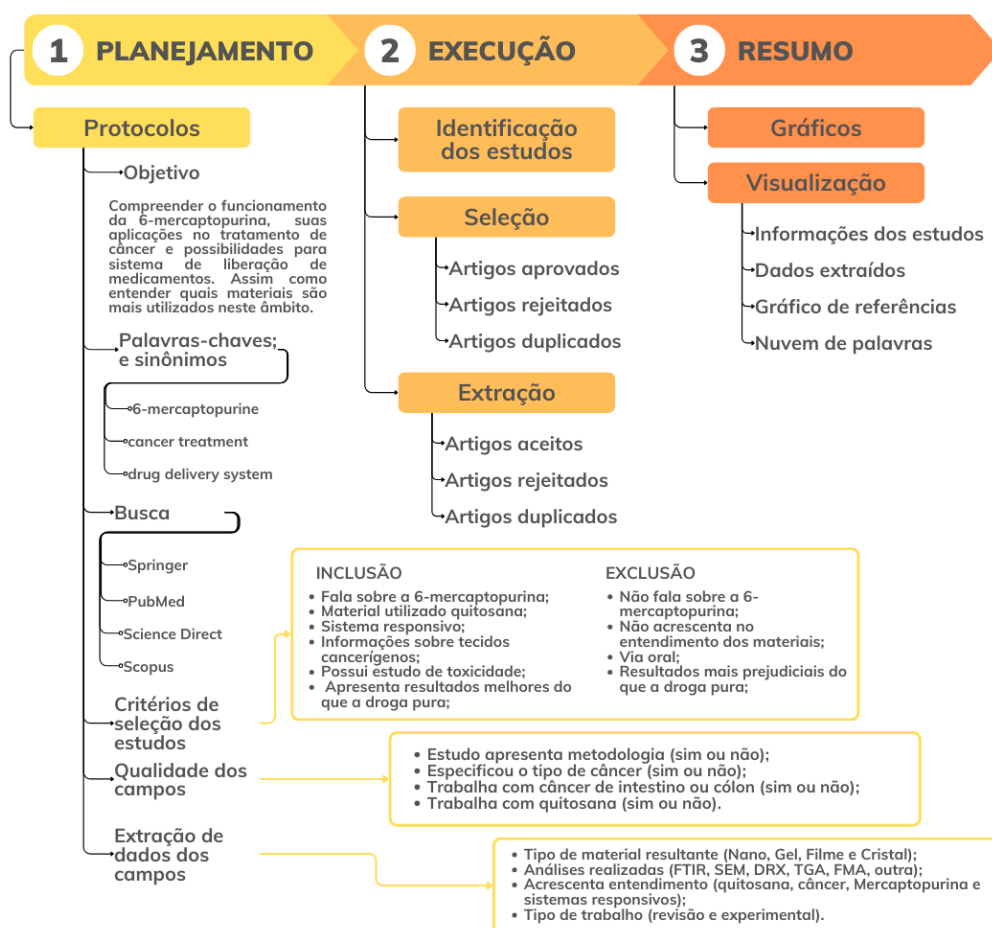 1 PLANEJAMENTO
2 EXECUÇÃO
3 RESUMO
Protocolos
Objetivo
Compreender o funcionamento
da 6-mercaptopurina, suas
aplicações no tratamento de
câncer e possibilidades para
sistema de liberação de
medicamentos. Assim como
entender quais materiais são
mais utilizados neste âmbito.
Palavras-chaves;
e sinônimos
6-mercaptopurine
cancer treatment
drug delivery system
Busca
Springer
PubMed
Science Direct
Scopus
Critérios de
seleção dos
estudos
Qualidade dos
campos
Extração de
dados dos
campos
Identificação
dos estudos
Seleção
Artigos aprovados
Artigos rejeitados
Artigos duplicados
Extração
Artigos aceitos
Artigos rejeitados
Artigos duplicados
Gráficos
Visualização
Informações dos estudos
Dados extraídos
Gráfico de referências
Nuvem de palavras
INCLUSÃO
• Fala sobre a 6-mercaptopurina;
• Material utilizado quitosana;
• Sistema responsivo;
• Informações sobre tecidos
cancerígenos;
• Possui estudo de toxicidade;
• Apresenta resultados melhores do
que a droga pura;
EXCLUSÃO
• Não fala sobre a 6-
mercaptopurina;
• Não acrescenta no
entendimento dos materiais;
• Via oral;
• Resultados mais prejudiciais do
que a droga pura;
• Estudo apresenta metodologia (sim ou não);
• Especificou o tipo de câncer (sim ou não);
• Trabalha com câncer de intestino ou cólon (sim ou não);
• Trabalha com quitosana (sim ou não).
• Tipo de material resultante (Nano, Gel, Filme e Cristal);
• Análises realizadas (FTIR, SEM, DRX, TGA, FMA, outra);
• Acrescenta entendimento (quitosana, câncer, Mercaptopurina e
sistemas responsivos);
• Tipo de trabalho (revisão e experimental).